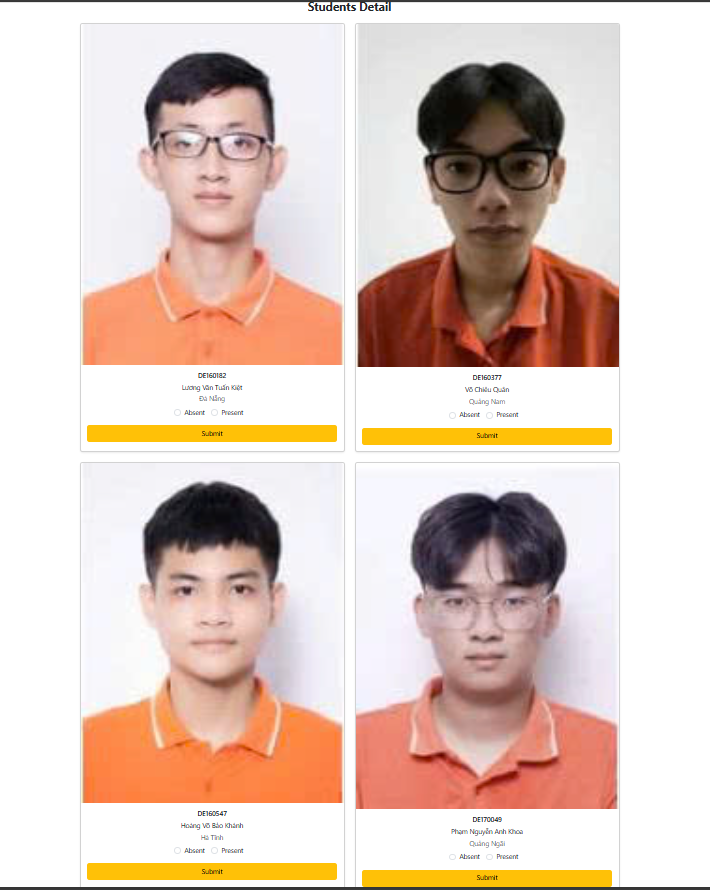 Students Detail
DE160182
Lương Văn Tuấn Kiệt
Đà Nẵng
Absent Present
Submit
DE160377
Võ Chiêu Quân
Quảng Nam
Absent Present
Submit
DE160547
Hoàng Võ Bảo Khánh
Hà Tĩnh
Absent Present
Submit
DE170049
Phạm Nguyễn Anh Khoa
Quảng Ngãi
Absent Present
Submit